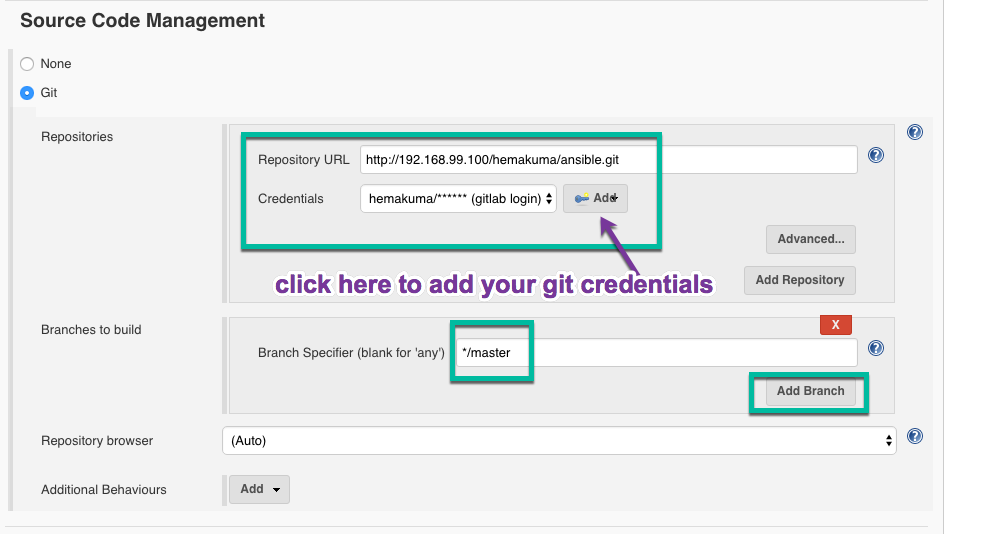 Source Code Management
None
Git
Repositories
Repository URL http://192.168.99.100/hemakuma/ansible.git
Credentials hemakuma/****** (gitlab login) Add
Advanced...
click here to add your git credentials
Add Repository
Branches to build
X
Branch Specifier (blank for 'any') */master
Add Branch
Repository browser (Auto)
Additional Behaviours Add